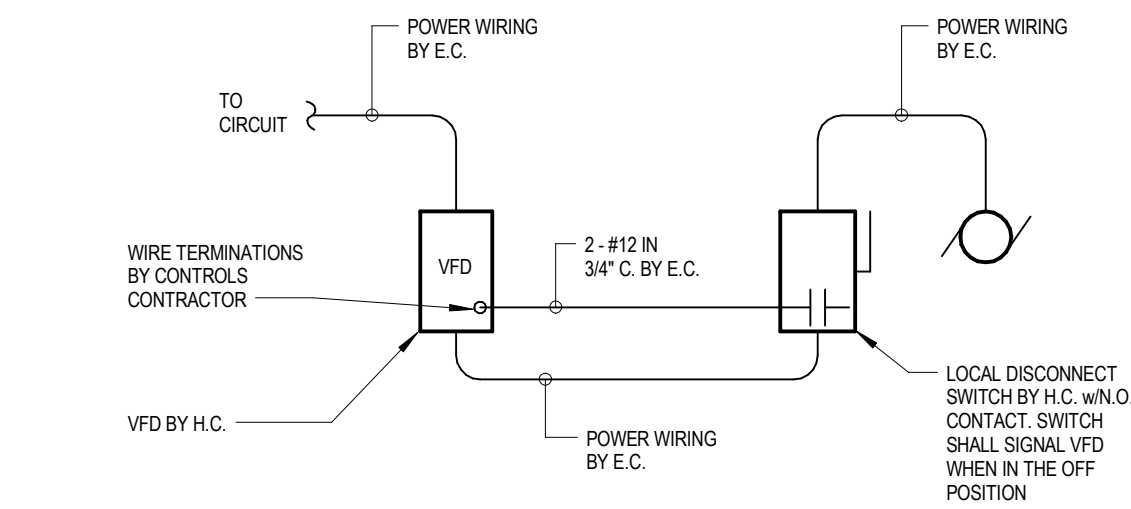 POWER WIRING
BY E.C.
POWER WIRING
BY E.C.
TO
CIRCUIT
WIRE TERMINATIONS
BY CONTROLS
CONTRACTOR
VFD
2 - #12 IN
3/4" C. BY E.C.
VFD BY H.C.
POWER WIRING
BY E.C.
LOCAL DISCONNECT
SWITCH BY H.C. w/N.O.
CONTACT. SWITCH
SHALL SIGNAL VFD
WHEN IN THE OFF
POSITION